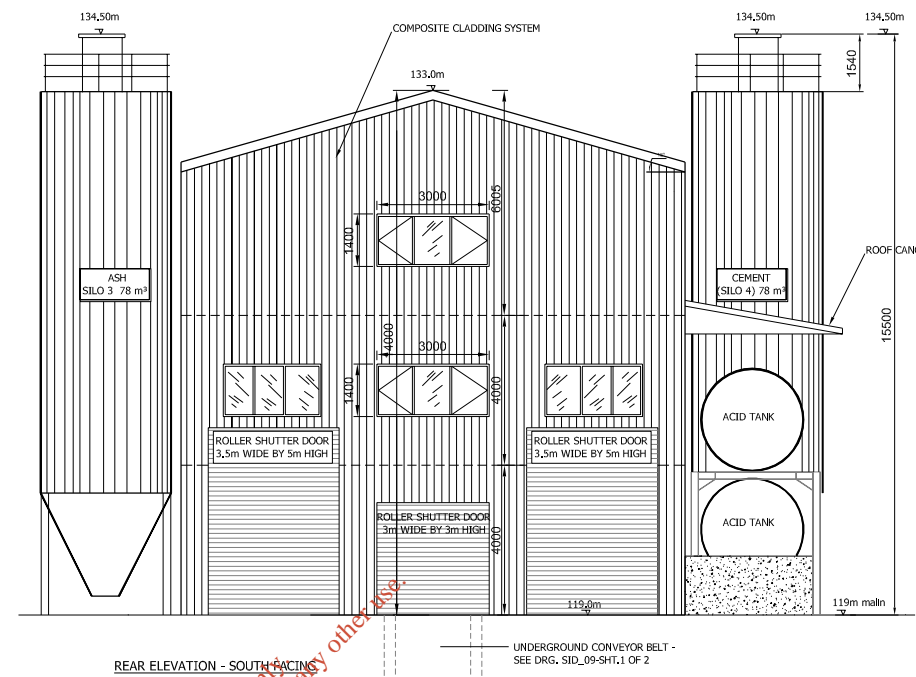 134.50m
134.50m
134.50m
COMPOSITE CLADDING SYSTEM
133.0m
1540
3000
6005
1400
ROOF CANO
ASH
SILO 3 78 m³
CEMENT
(SILO 4) 78 m³
15500
4000
3000
4000
1400
ACID TANK
ROLLER SHUTTER DOOR
3.5m WIDE BY 5m HIGH
ROLLER SHUTTER DOOR
3.5m WIDE BY 5m HIGH
ROLLER SHUTTER DOOR
3m WIDE BY 3m HIGH
ACID TANK
4000
119.0m
119m malln
any other use.
UNDERGROUND CONVEYOR BELT -
SEE DRG. SID_09-SHT.1 OF 2
REAR ELEVATION - SOUTH FACING